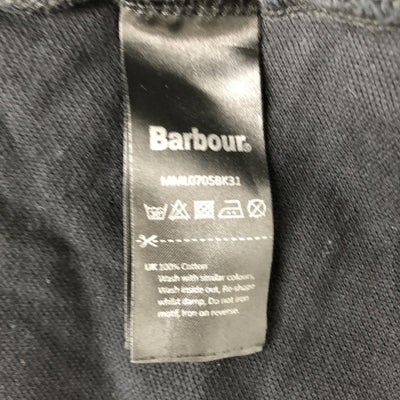 Barbour
MML0705BK31
UK 100% Cotton
Wash with similar colours,
Wash inside out, Re-shape
whilst damp, Do not iron
motif, Iron on reverse.